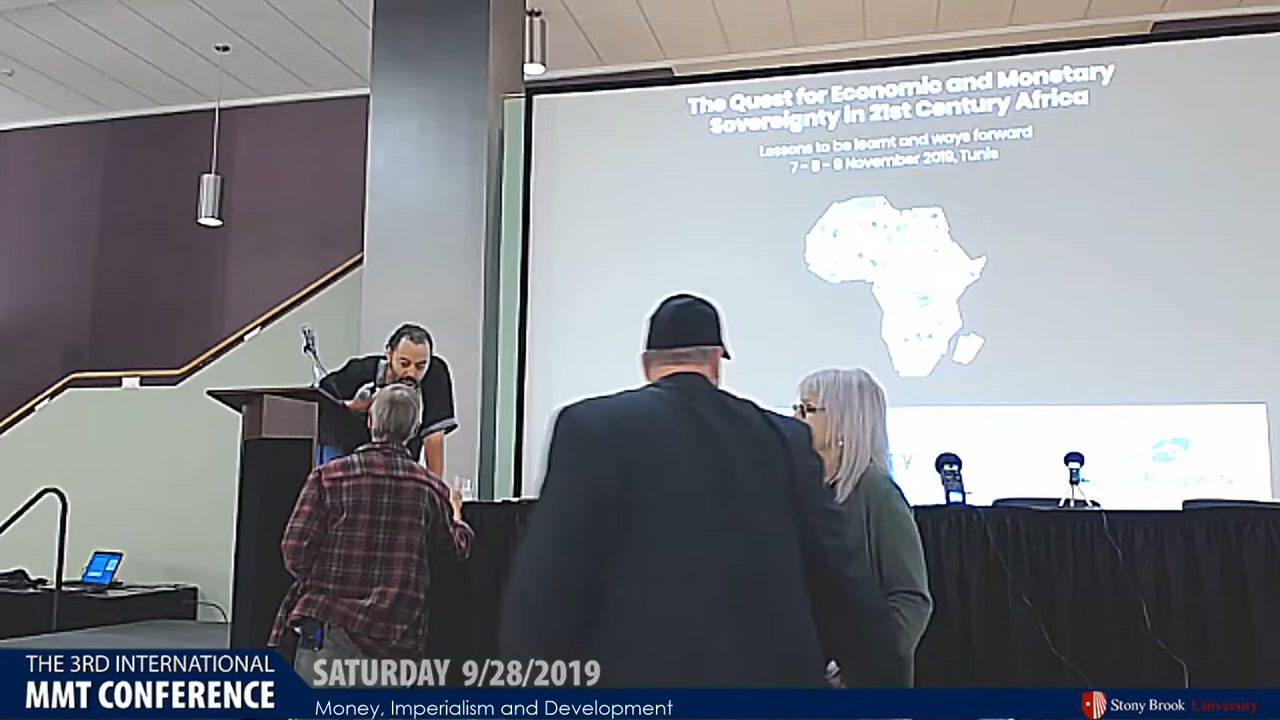 The Quest for Economic and Monetary
Sovereignty in 21st Century Africa
Lessons to be learnt and ways forward
7 - 8 - 9 November 2019, Tunis
THE 3RD INTERNATIONAL
MMT CONFERENCE
SATURDAY 9/28/2019
Money, Imperialism and Development
Stony Brook University